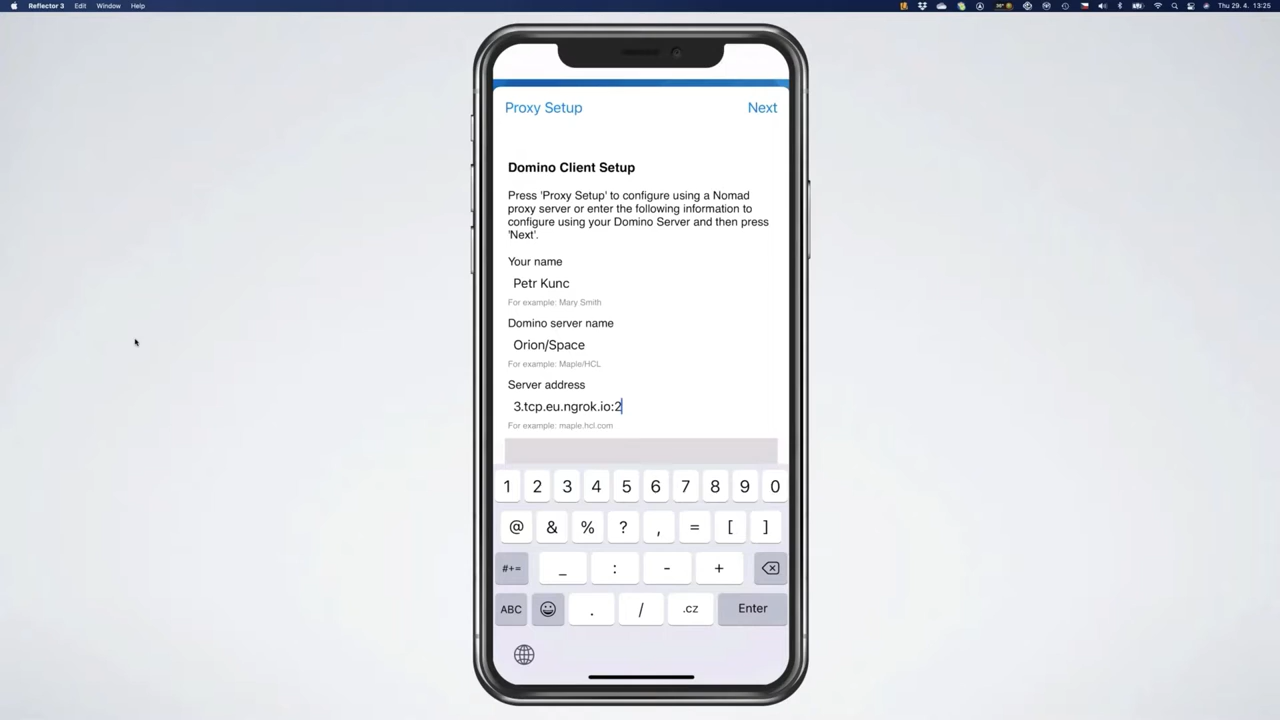 Reflector 3 Edit Window Help Thu 29. 4. 13:25
Proxy Setup Next
Domino Client Setup
Press 'Proxy Setup' to configure using a Nomad
proxy server or enter the following information to
configure using your Domino Server and then press
'Next'.
Your name
Petr Kunc
For example: Mary Smith
Domino server name
Orion/Space
For example: Maple/HCL
Server address
3.tcp.eu.ngrok.io:2
For example: maple.hcl.com
1 2 3 4 5 6 7 8 9 0
@ & % ? , = [ ]
#+= _ : - +
ABC . / .cz Enter